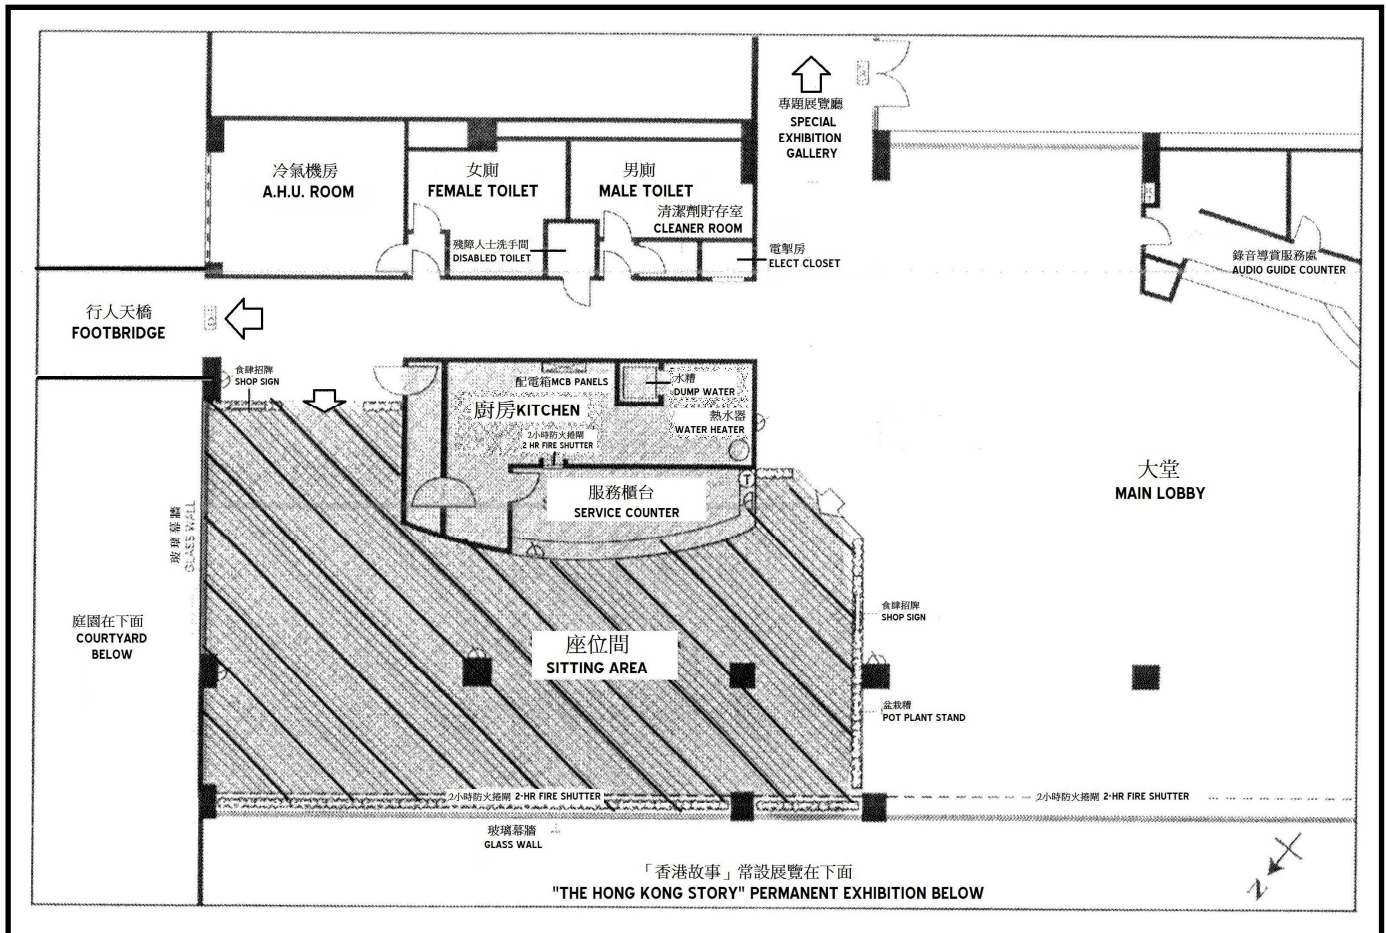 專題展覽廳
SPECIAL
EXHIBITION
GALLERY
冷氣機房
A.H.U. ROOM
女廁
FEMALE TOILET
男廁
MALE TOILET
清潔劑貯存室
CLEANER ROOM
殘障人士洗手間
DISABLED TOILET
電掣房
ELECT CLOSET
錄音導賞服務處
AUDIO GUIDE COUNTER
行人天橋
FOOTBRIDGE
食肆招牌
SHOP SIGN
配電箱MCB PANELS
水糟
DUMP WATER
廚房KITCHEN
熱水器
WATER HEATER
2小時防火捲閘
2 HR FIRE SHUTTER
服務櫃台
SERVICE COUNTER
T
大堂
MAIN LOBBY
玻璃幕牆
GLASS WALL
庭園在下面
COURTYARD
BELOW
座位間
SITTING AREA
食肆招牌
SHOP SIGN
盆栽糟
POT PLANT STAND
2小時防火捲閘 2-HR FIRE SHUTTER
2小時防火捲閘 2-HR FIRE SHUTTER
玻璃幕牆
GLASS WALL
「香港故事」常設展覽在下面
"THE HONG KONG STORY" PERMANENT EXHIBITION BELOW
N